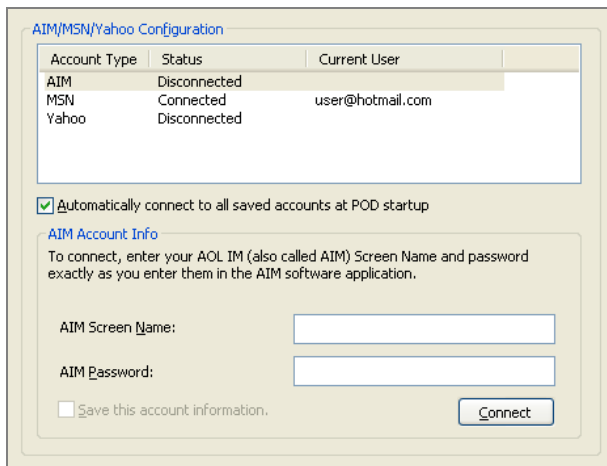 AIM/MSN/Yahoo Configuration
Account Type Status Current User
AIM Disconnected
MSN Connected user@hotmail.com
Yahoo Disconnected
Automatically connect to all saved accounts at POD startup
AIM Account Info
To connect, enter your AOL IM (also called AIM) Screen Name and password
exactly as you enter them in the AIM software application.
AIM Screen Name:
AIM Password:
Save this account information.
Connect